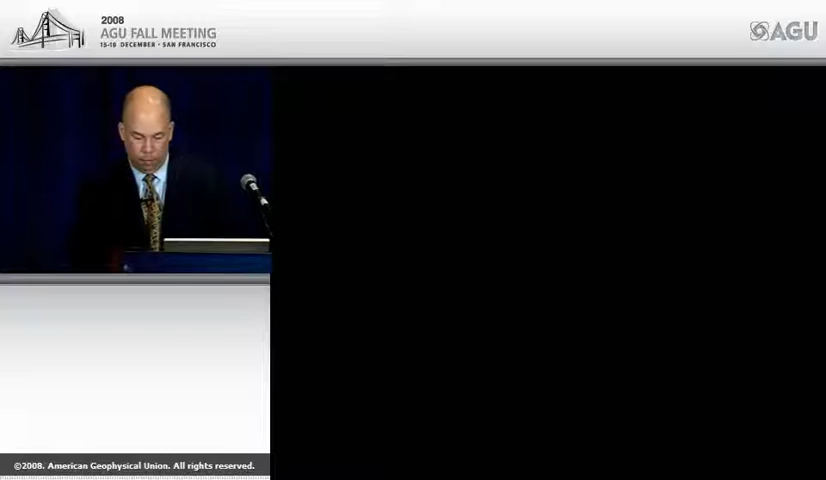 2008
AGU FALL MEETING
15-19 DECEMBER • SAN FRANCISCO
AGU
©2008. American Geophysical Union. All rights reserved.